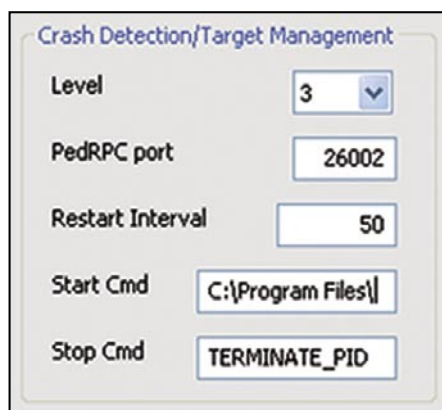 Crash Detection/Target Management
Level 3
PedRPC port 26002
Restart Interval 50
Start Cmd C:\Program Files\
Stop Cmd TERMINATE_PID